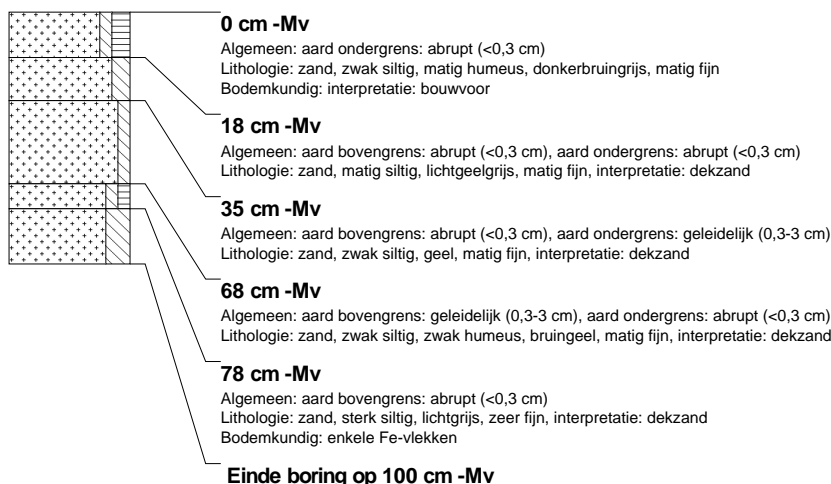 0 cm -Mv
Algemeen: aard ondergrens: abrupt (<0,3 cm)
Lithologie: zand, zwak siltig, matig humeus, donkerbruingrijs, matig fijn
Bodemkundig: interpretatie: bouwvoor
18 cm -Mv
Algemeen: aard bovengrens: abrupt (<0,3 cm), aard ondergrens: abrupt (<0,3 cm)
Lithologie: zand, matig siltig, lichtgeelgrijs, matig fijn, interpretatie: dekzand
35 cm -Mv
Algemeen: aard bovengrens: abrupt (<0,3 cm), aard ondergrens: geleidelijk (0,3-3 cm)
Lithologie: zand, zwak siltig, geel, matig fijn, interpretatie: dekzand
68 cm -Mv
Algemeen: aard bovengrens: geleidelijk (0,3-3 cm), aard ondergrens: abrupt (<0,3 cm)
Lithologie: zand, zwak siltig, zwak humeus, bruingeel, matig fijn, interpretatie: dekzand
78 cm -Mv
Algemeen: aard bovengrens: abrupt (<0,3 cm)
Lithologie: zand, sterk siltig, lichtgrijs, zeer fijn, interpretatie: dekzand
Bodemkundig: enkele Fe-vlekken
Einde boring op 100 cm -Mv